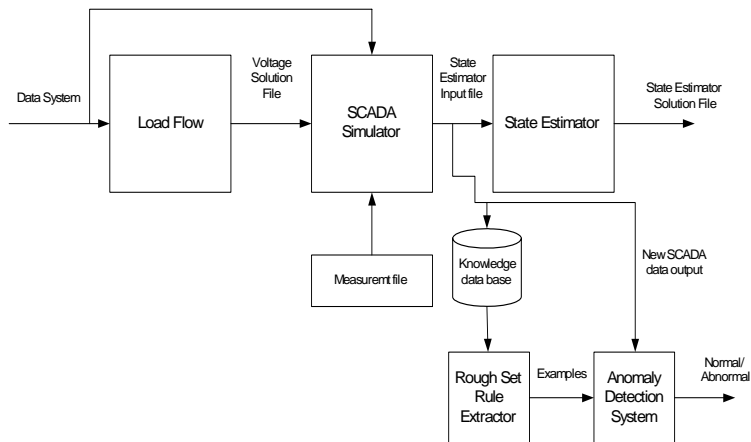 Data System
Load Flow
Voltage
Solution
File
SCADA
Simulator
State
Estimator
Input file
State Estimator
State Estimator
Solution File
Measuremt file
Knowledge
data base
New SCADA
data output
Rough Set
Rule
Extractor
Examples
Anomaly
Detection
System
Normal/
Abnormal